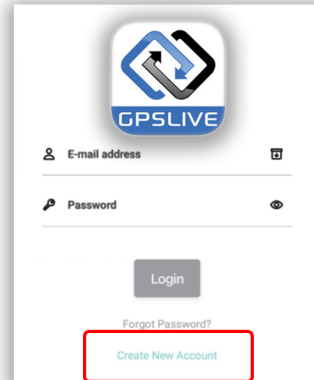 GPSLIVE
E-mail address
Password
Login
Forgot Password?
Create New Account